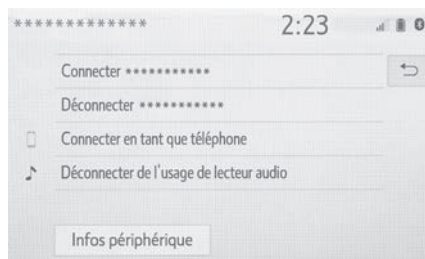 ************* 2:23
Connecter ***********
Déconnecter ***********
Connecter en tant que téléphone
Déconnecter de l'usage de lecteur audio
Infos périphérique